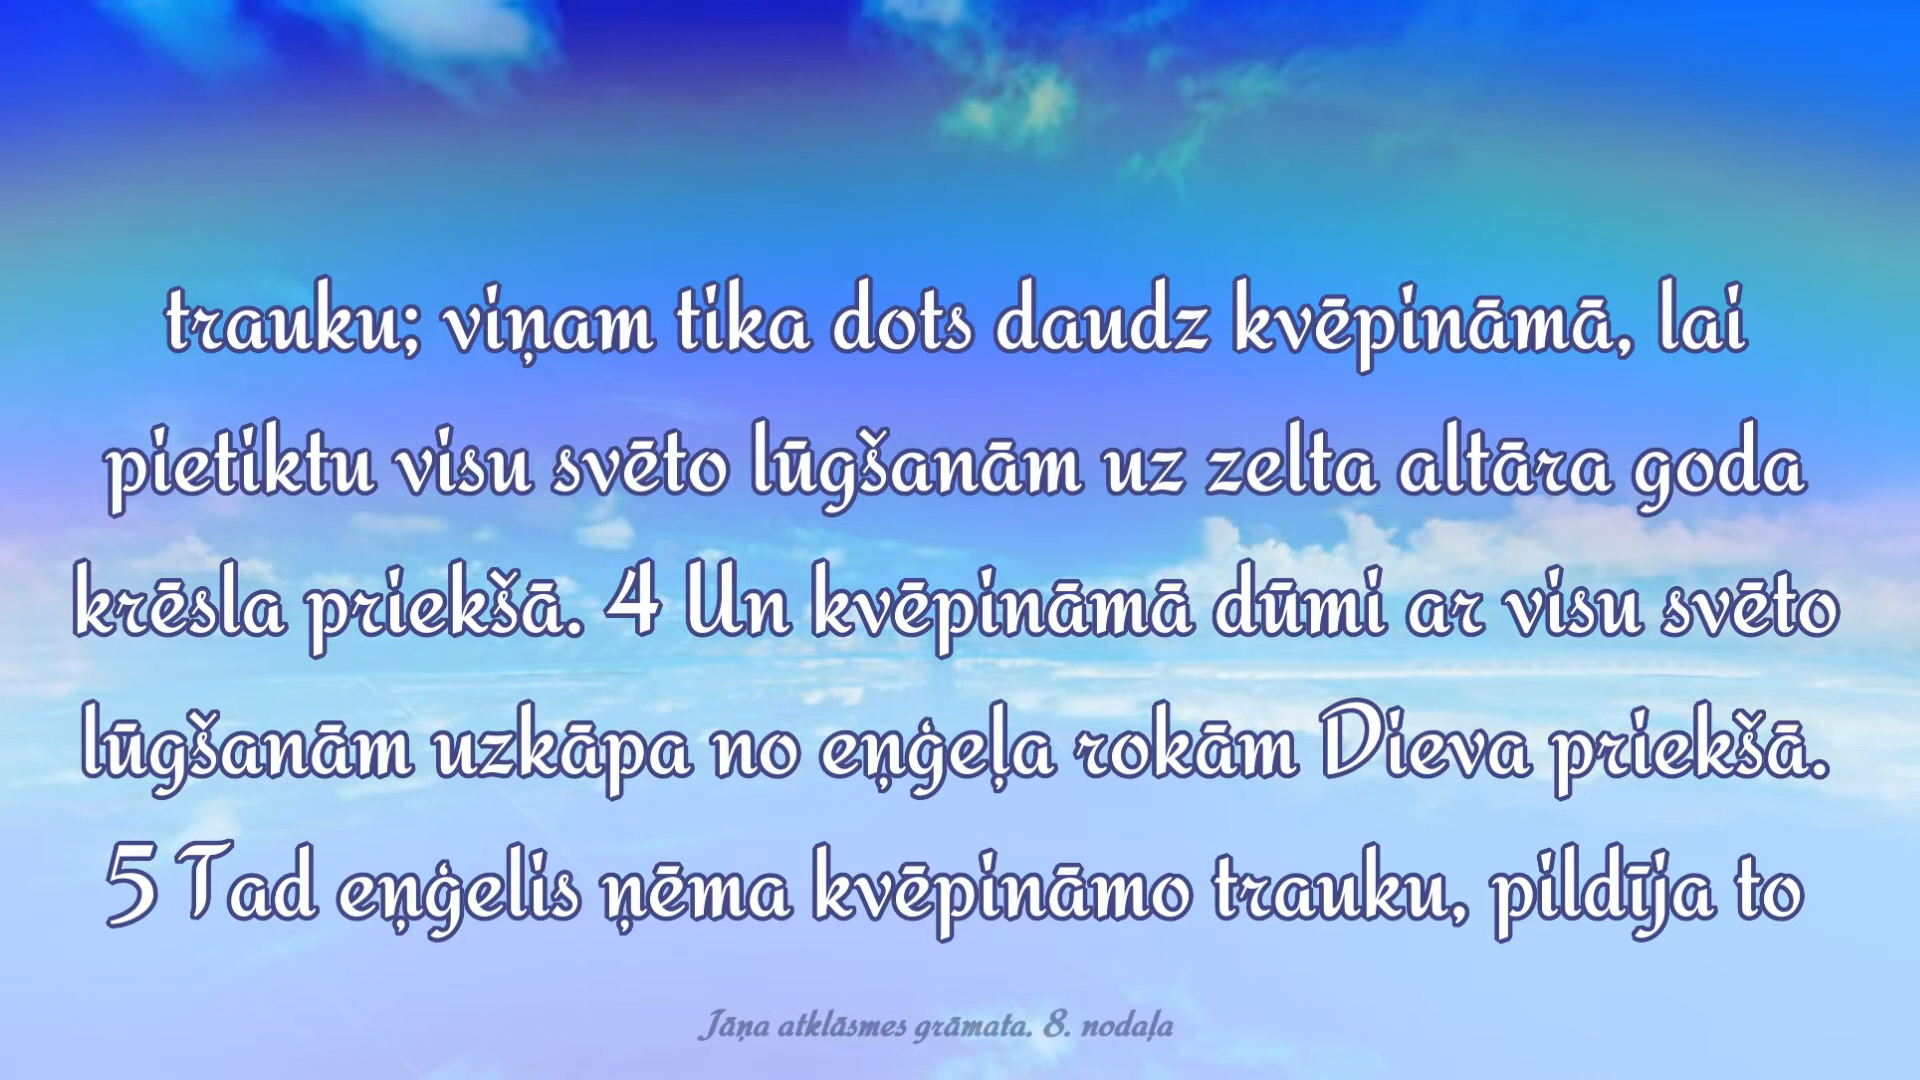 trauku; viņam tika dots daudz kvēpināmā, lai
pietiktu visu svēto lūgšanām uz zelta altāra goda
krēsla priekšā. 4 Un kvēpināmā dūmi ar visu svēto
lūgšanām uzkāpa no eņģeļa rokām Dieva priekšā.
5 Tad eņģelis ņēma kvēpināmo trauku, pildīja to
Jāņa atklāsmes grāmata. 8. nodaļa